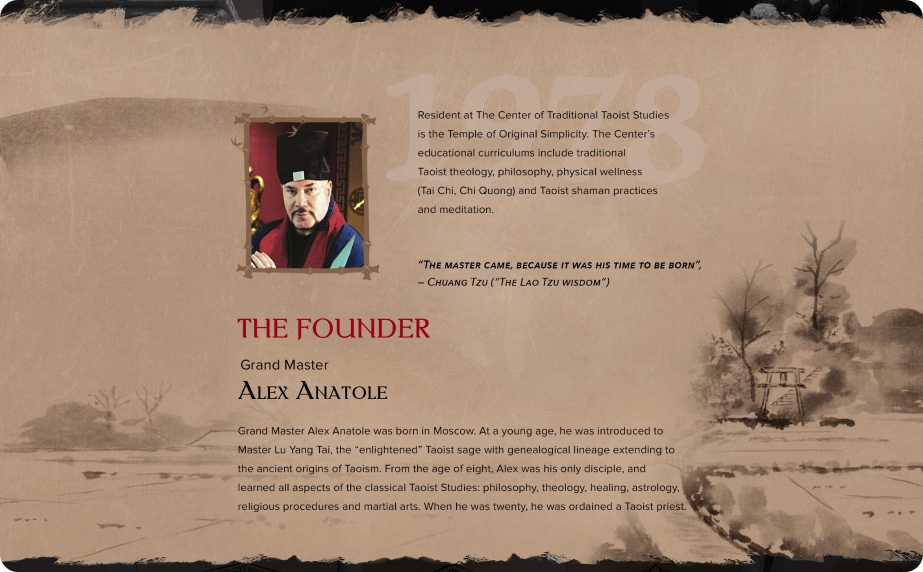 1978
Resident at The Center of Traditional Taoist Studies
is the Temple of Original Simplicity. The Center's
educational curriculums include traditional
Taoist theology, philosophy, physical wellness
(Tai Chi, Chi Quong) and Taoist shaman practices
and meditation.
“The master came, because it was his time to be born”,
– Chuang Tzu (“The Lao Tzu wisdom”)
THE FOUNDER
Grand Master
Alex Anatole
Grand Master Alex Anatole was born in Moscow. At a young age, he was introduced to
Master Lu Yang Tai, the “enlightened” Taoist sage with genealogical lineage extending to
the ancient origins of Taoism. From the age of eight, Alex was his only disciple, and
learned all aspects of the classical Taoist Studies: philosophy, theology, healing, astrology,
religious procedures and martial arts. When he was twenty, he was ordained a Taoist priest.